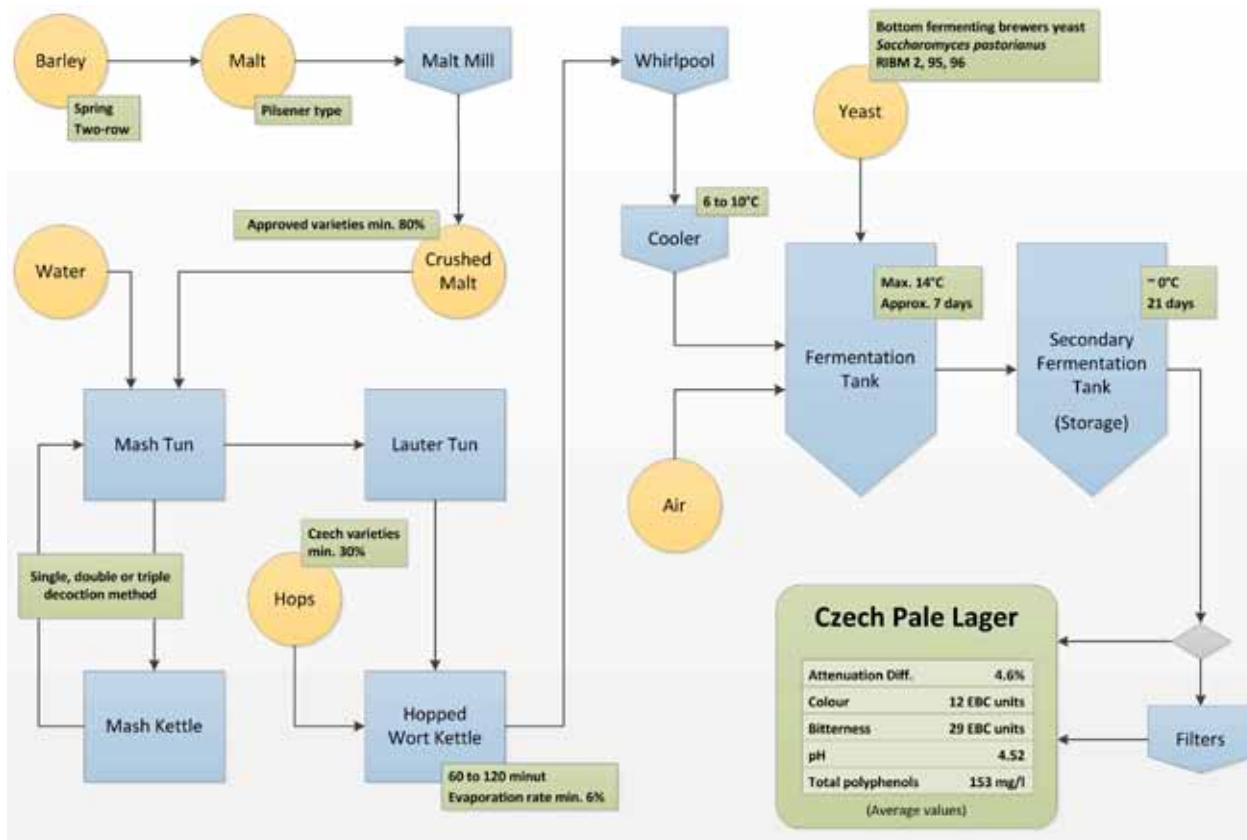 Barley
Spring
Two-row
Malt
Pilsener type
Malt Mill
Whirlpool
Bottom fermenting brewers yeast
Saccharomyces pastorianus
RIBM 2, 95, 96
Yeast
Approved varieties min. 80%
Crushed
Malt
Water
6 to 10°C
Cooler
Max. 14°C
Approx. 7 days
Fermentation
Tank
~ 0°C
21 days
Secondary
Fermentation
Tank
(Storage)
Mash Tun
Lauter Tun
Air
Czech varieties
min. 30%
Hops
Single, double or triple
decoction method
Mash Kettle
Hopped
Wort Kettle
60 to 120 minut
Evaporation rate min. 6%
Czech Pale Lager
Attenuation Diff. 4.6%
Colour 12 EBC units
Bitterness 29 EBC units
pH 4.52
Total polyphenols 153 mg/l
(Average values)
Filters